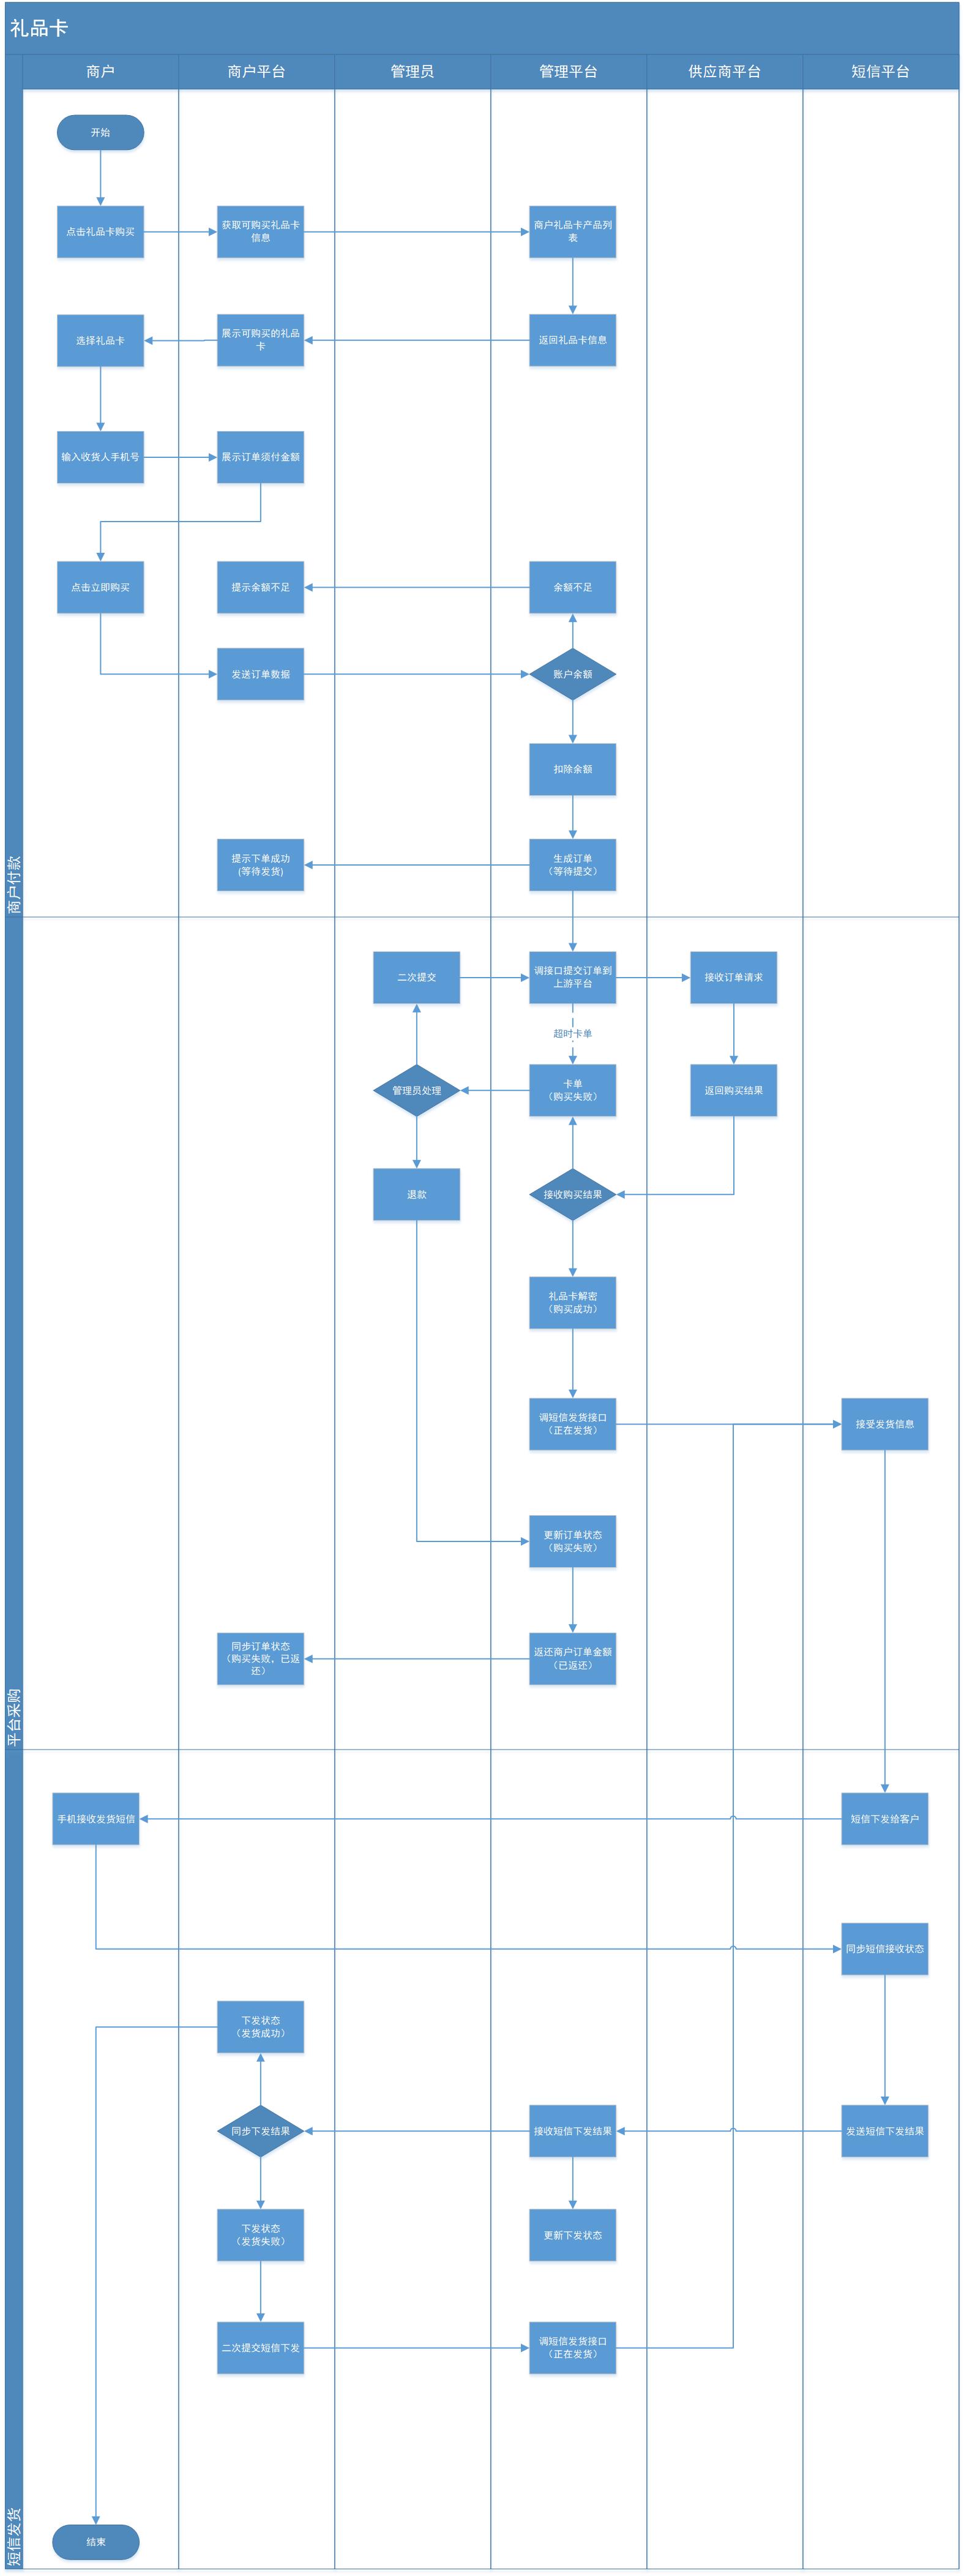 礼品卡
商户
商户平台
管理员
管理平台
供应商平台
短信平台
商户付款
开始
点击礼品卡购买
获取可购买礼品卡
信息
商户礼品卡产品列
表
选择礼品卡
展示可购买的礼品
卡
返回礼品卡信息
输入收货人手机号
展示订单须付金额
点击立即购买
提示余额不足
余额不足
发送订单数据
账户余额
扣除余额
提示下单成功
(等待发货)
生成订单
（等待提交）
平台采购
二次提交
调接口提交订单到
上游平台
接收订单请求
超时卡单
管理员处理
卡单
（购买失败）
返回购买结果
退款
接收购买结果
礼品卡解密
（购买成功）
调短信发货接口
（正在发货）
接受发货信息
更新订单状态
（购买失败）
同步订单状态
（购买失败，已返
还）
返还商户订单金额
（已返还）
短信发货
手机接收发货短信
短信下发给客户
同步短信接收状态
下发状态
（发货成功）
同步下发结果
接收短信下发结果
发送短信下发结果
下发状态
（发货失败）
更新下发状态
二次提交短信下发
调短信发货接口
（正在发货）
结束